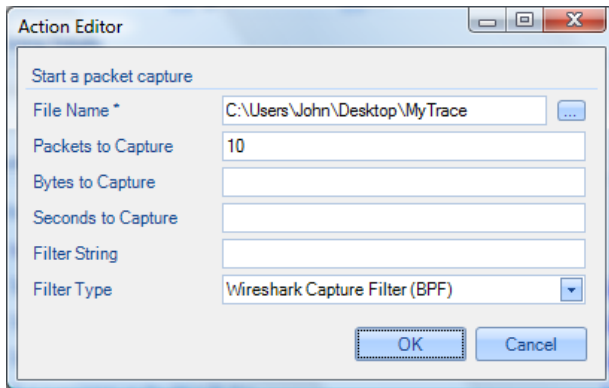 Action Editor
Start a packet capture
File Name * C:\Users\John\Desktop\MyTrace ...
Packets to Capture 10
Bytes to Capture
Seconds to Capture
Filter String
Filter Type Wireshark Capture Filter (BPF)
OK Cancel